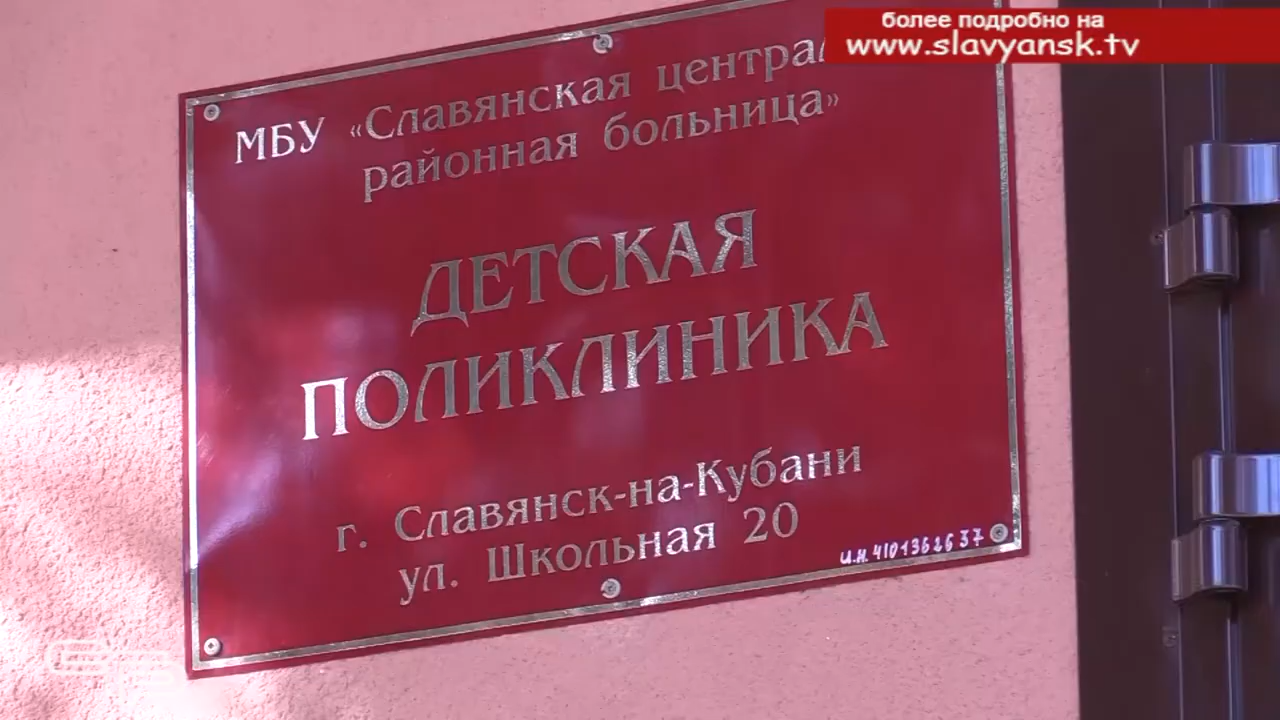 более подробно на
www.slavyansk.tv
МБУ «Славянская
районная больница»
ДЕТСКАЯ
ПОЛИКЛИНИКА
г. Славянск-на-Кубани
ул. Школьная 20
И.Н. 4101362637